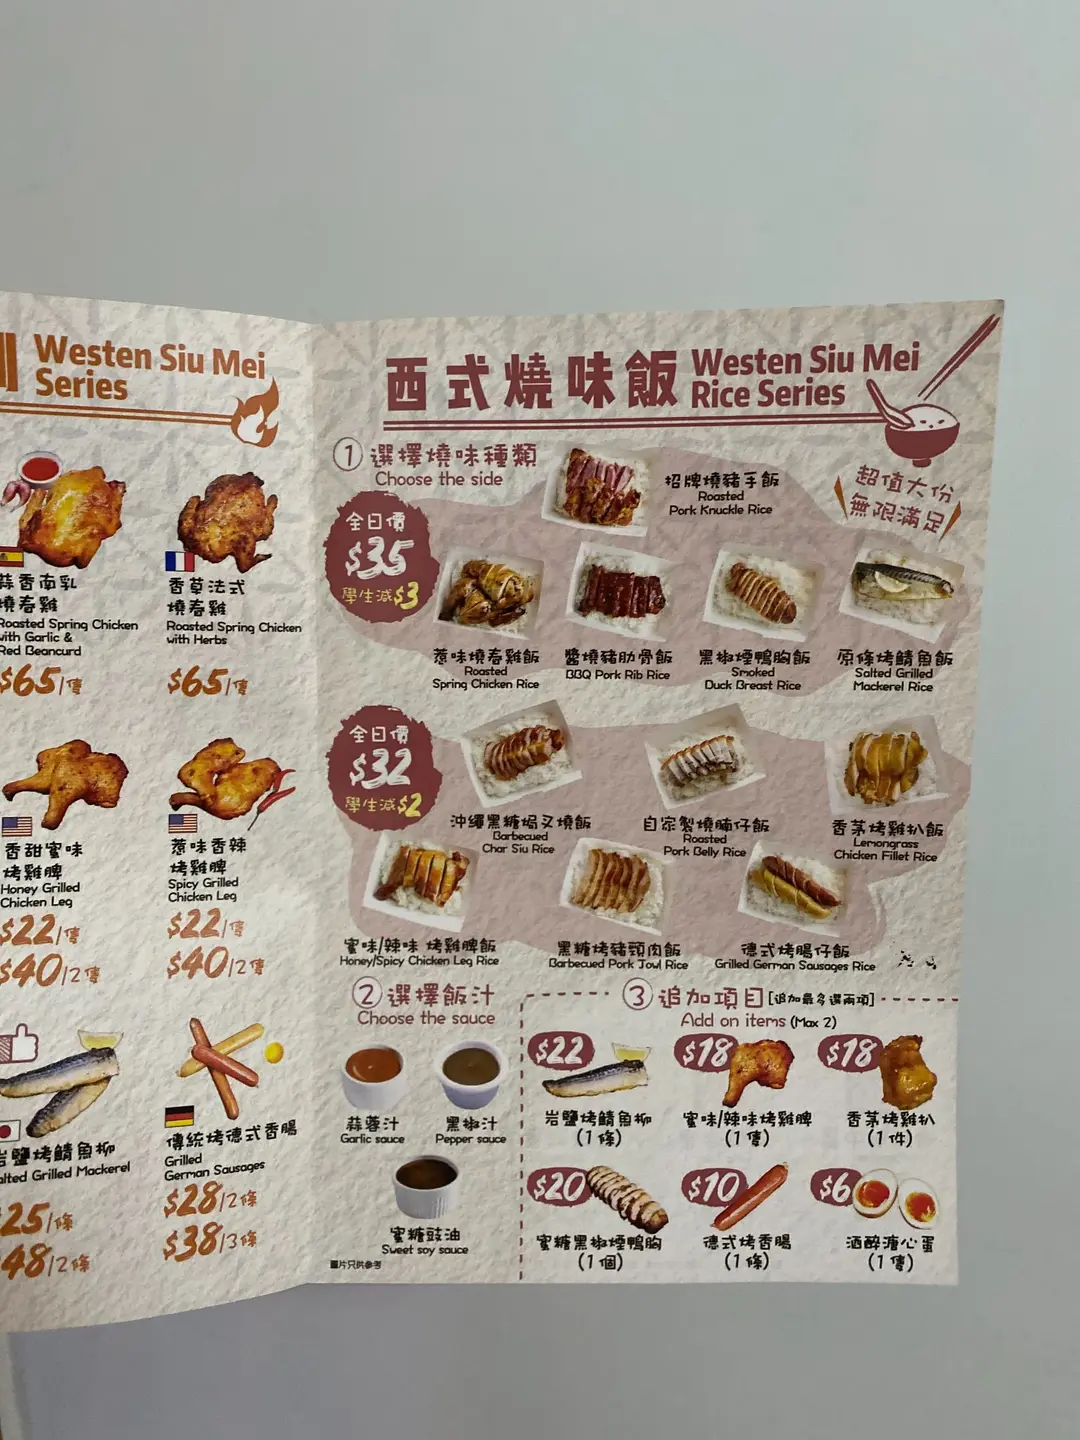 Westen Siu Mei
Series
蒜香南乳
燒春雞
Roasted Spring Chicken
with Garlic &
Red Beancurd
$65/隻
香草法式
燒春雞
Roasted Spring Chicken
with Herbs
$65/隻
香甜蜜味
烤雞髀
Honey Grilled
Chicken Leg
$22/隻
$40/2隻
惹味香辣
烤雞髀
Spicy Grilled
Chicken Leg
$22/隻
$40/2隻
岩鹽烤鯖魚柳
Salted Grilled Mackerel
$25/條
$48/2條
傳統烤德式香腸
Grilled
German Sausages
$28/2條
$38/3條
西式燒味飯 Westen Siu Mei
Rice Series
① 選擇燒味種類
Choose the side
超值大份
無限滿足
全日價
$35
學生減$3
招牌燒豬手飯
Roasted
Pork Knuckle Rice
惹味燒春雞飯
Roasted
Spring Chicken Rice
醬燒豬肋骨飯
BBQ Pork Rib Rice
黑椒煙鴨胸飯
Smoked
Duck Breast Rice
原條烤鯖魚飯
Salted Grilled
Mackerel Rice
全日價
$32
學生減$2
沖繩黑糖焗叉燒飯
Barbecued
Char Siu Rice
自家製燒腩仔飯
Roasted
Pork Belly Rice
香茅烤雞扒飯
Lemongrass
Chicken Fillet Rice
蜜味/辣味 烤雞髀飯
Honey/Spicy Chicken Leg Rice
黑糖烤豬頸肉飯
Barbecued Pork Jowl Rice
德式烤腸仔飯
Grilled German Sausages Rice
② 選擇飯汁
Choose the sauce
蒜蓉汁
Garlic sauce
黑椒汁
Pepper sauce
蜜糖豉油
Sweet soy sauce
圖片只供參考
③ 追加項目 [追加最多選兩項]
Add on items (Max 2)
$22
岩鹽烤鯖魚柳
(1條)
$18
蜜味/辣味烤雞髀
(1隻)
$18
香茅烤雞扒
(1件)
$20
蜜糖黑椒煙鴨胸
(1個)
$10
德式烤香腸
(1條)
$6
酒醉溏心蛋
(1隻)